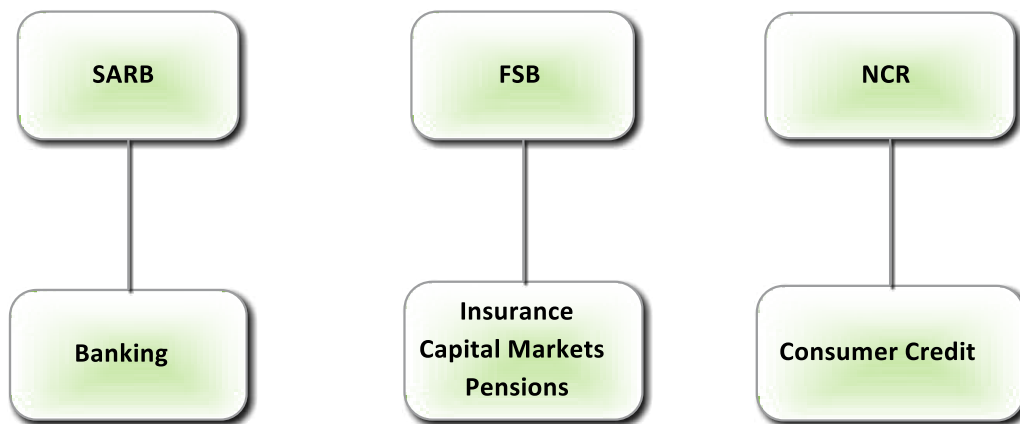 SARB
FSB
NCR
Banking
Insurance
Capital Markets
Pensions
Consumer Credit